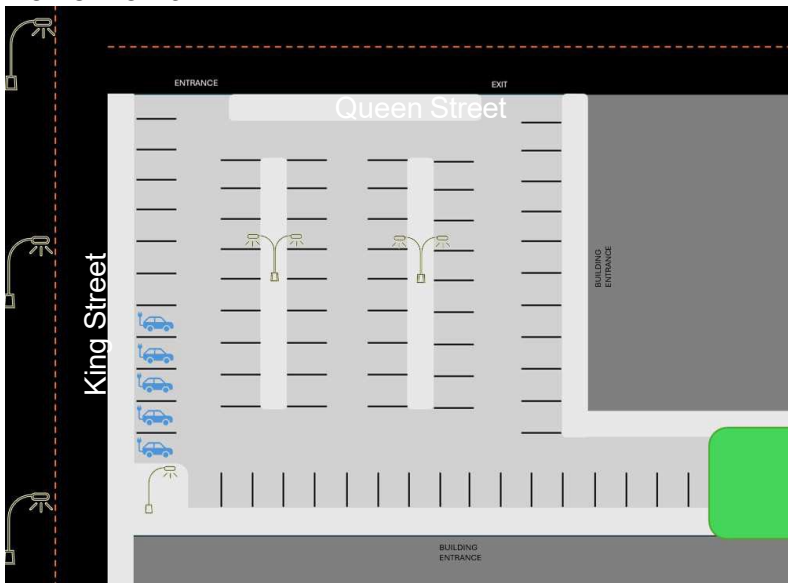 ENTRANCE
EXIT
Queen Street
King Street
BUILDING
ENTRANCE
BUILDING
ENTRANCE